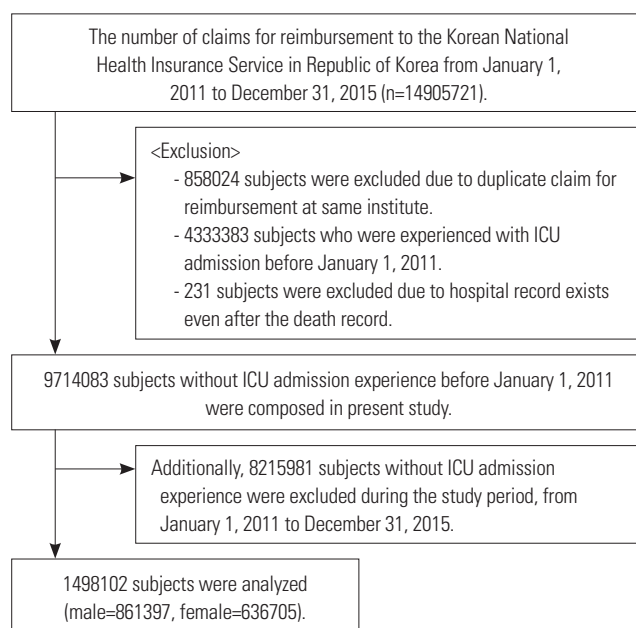 The number of claims for reimbursement to the Korean National
Health Insurance Service in Republic of Korea from January 1,
2011 to December 31, 2015 (n=14905721).
<Exclusion>
- 858024 subjects were excluded due to duplicate claim for
reimbursement at same institute.
- 4333383 subjects who were experienced with ICU
admission before January 1, 2011.
- 231 subjects were excluded due to hospital record exists
even after the death record.
9714083 subjects without ICU admission experience before January 1, 2011
were composed in present study.
Additionally, 8215981 subjects without ICU admission
experience were excluded during the study period, from
January 1, 2011 to December 31, 2015.
1498102 subjects were analyzed
(male=861397, female=636705).